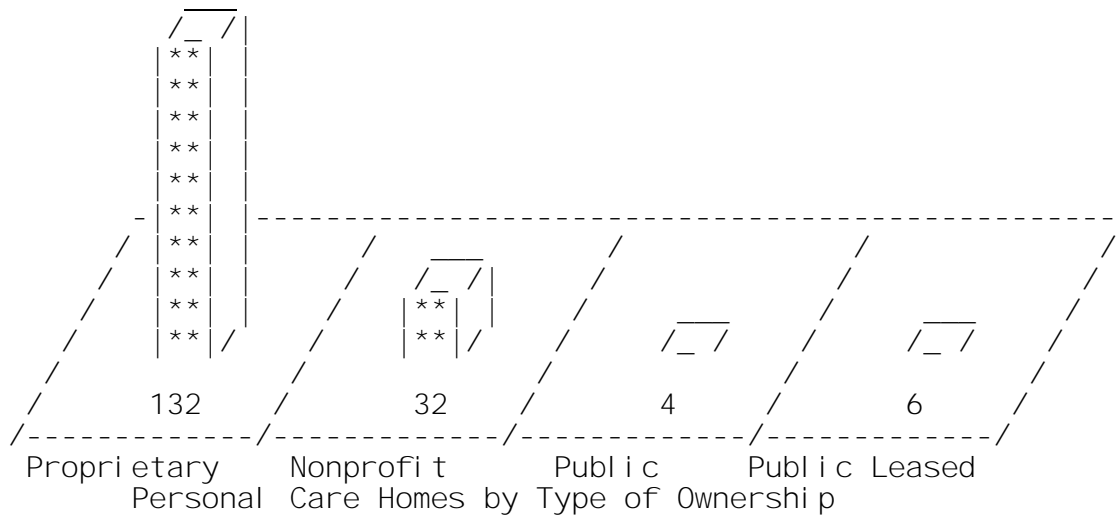 132 32 4 6
Proprietary Nonprofit Public Public Leased
Personal Care Homes by Type of Ownership